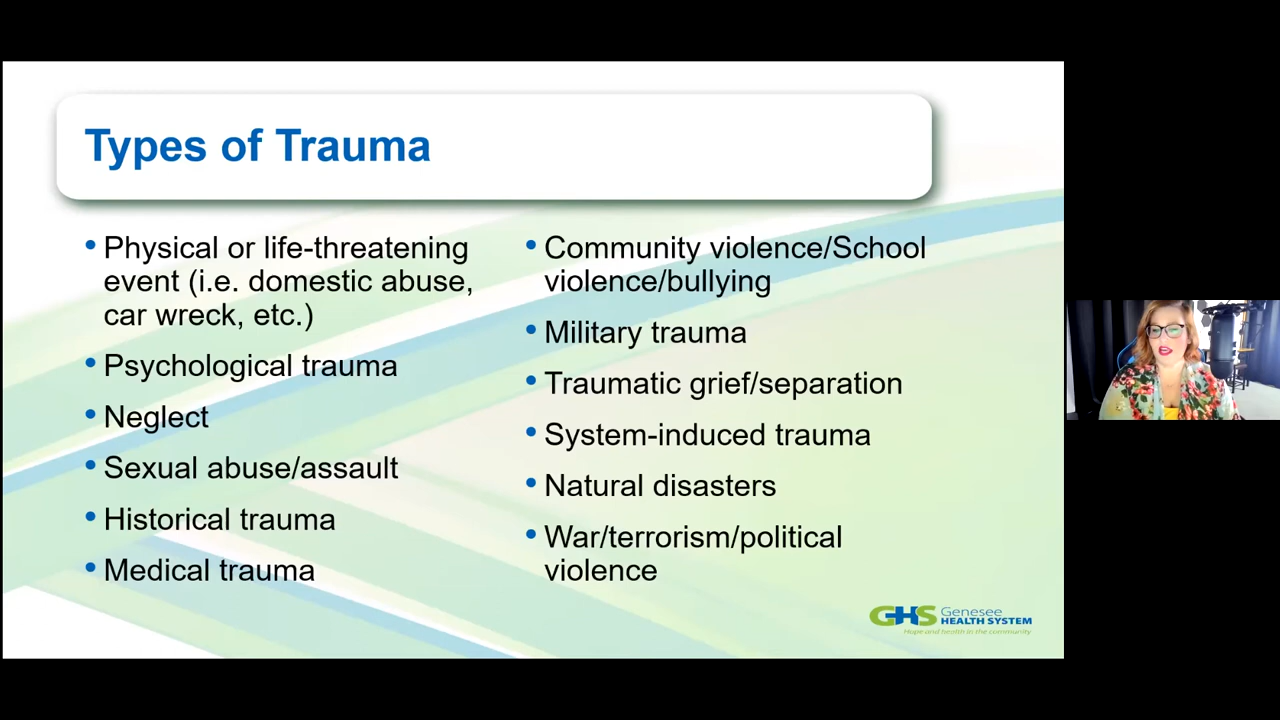 Types of Trauma
• Physical or life-threatening
event (i.e. domestic abuse,
car wreck, etc.)
• Psychological trauma
• Neglect
• Sexual abuse/assault
• Historical trauma
• Medical trauma
• Community violence/School
violence/bullying
• Military trauma
• Traumatic grief/separation
• System-induced trauma
• Natural disasters
• War/terrorism/political
violence
GHS Genesee
HEALTH SYSTEM
Hope and health in the community